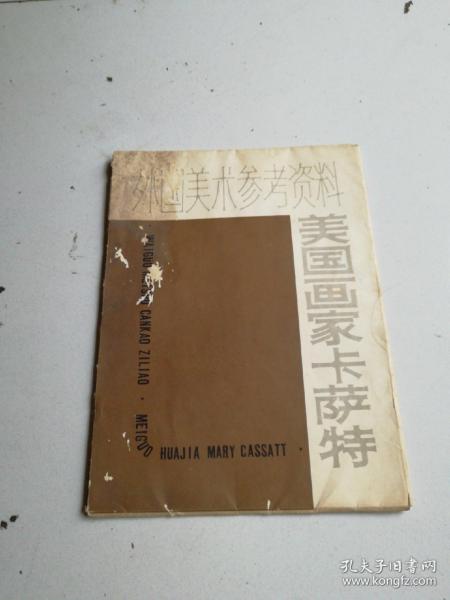 外国美术参考资料
美国画家卡萨特
CANKAO ZILIAO · MEIGUO
HUAJIA MARY CASSATT ·
孔夫子旧书网
www.kongfz.com